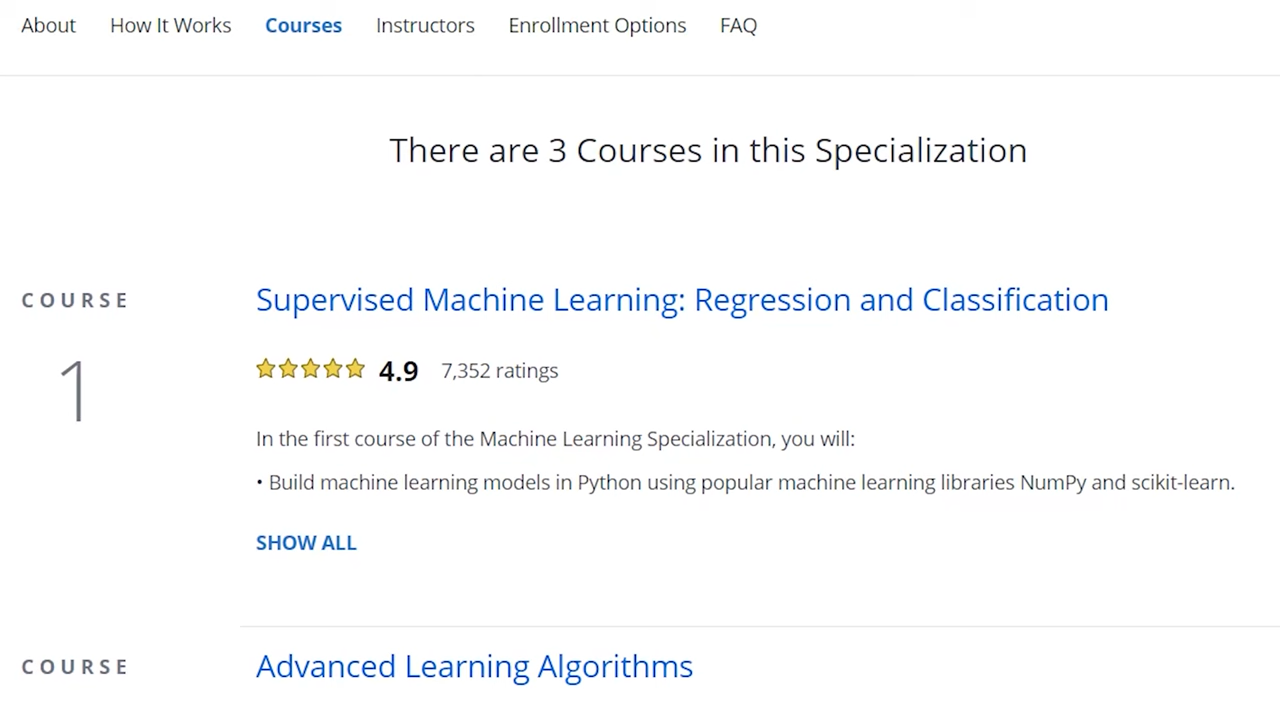 About How It Works Courses Instructors Enrollment Options FAQ
There are 3 Courses in this Specialization
COURSE
1
Supervised Machine Learning: Regression and Classification
4.9 7,352 ratings
In the first course of the Machine Learning Specialization, you will:
• Build machine learning models in Python using popular machine learning libraries NumPy and scikit-learn.
SHOW ALL
COURSE
Advanced Learning Algorithms